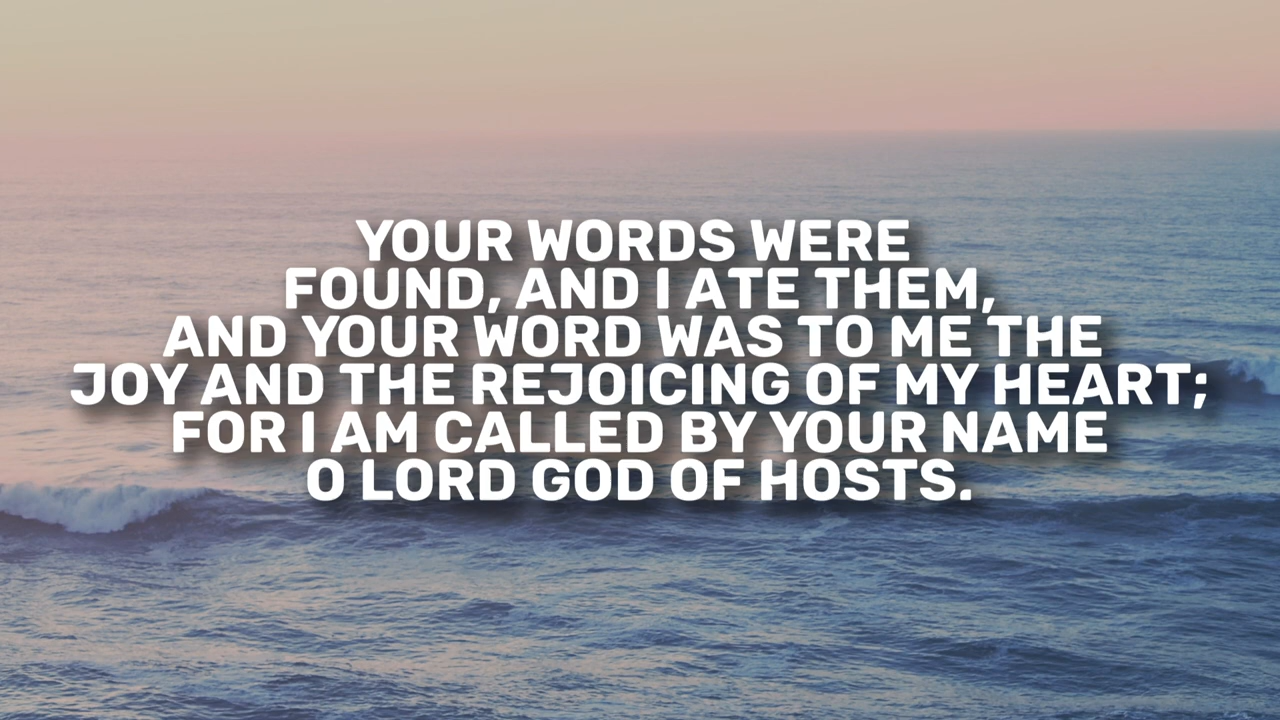 YOUR WORDS WERE
FOUND, AND I ATE THEM,
AND YOUR WORD WAS TO ME THE
JOY AND THE REJOICING OF MY HEART;
FOR I AM CALLED BY YOUR NAME
O LORD GOD OF HOSTS.